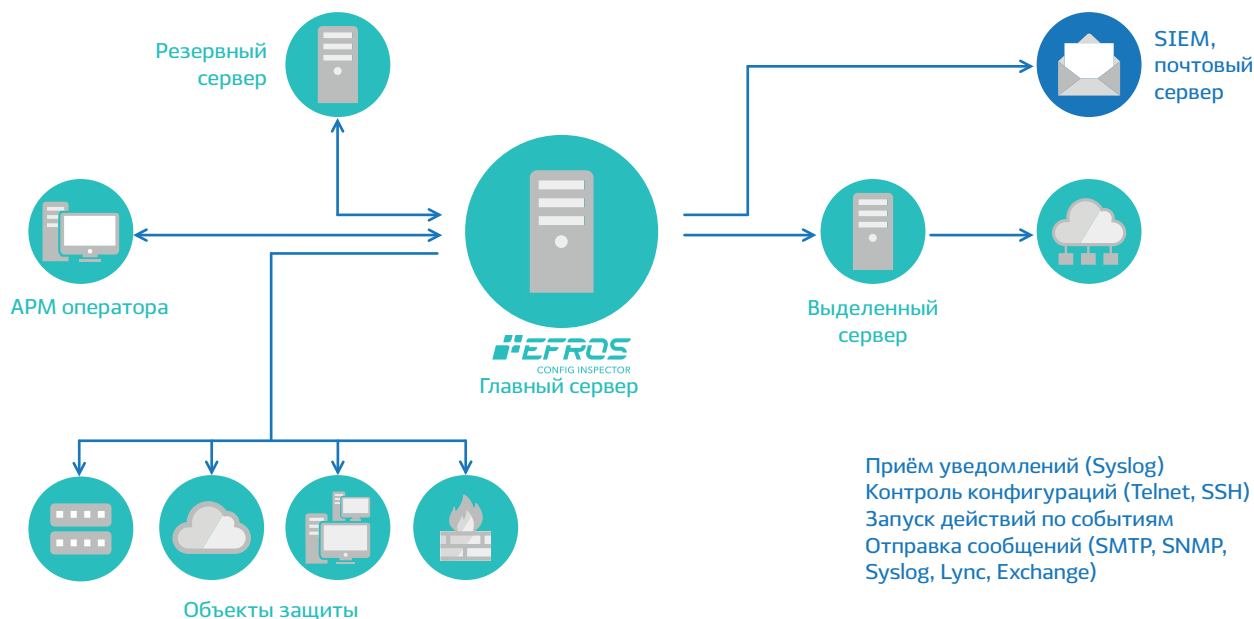 Резервный
сервер
SIEM,
почтовый
сервер
АРМ оператора
EFROS
CONFIG INSPECTOR
Главный сервер
Выделенный
сервер
Объекты защиты
Приём уведомлений (Syslog)
Контроль конфигураций (Telnet, SSH)
Запуск действий по событиям
Отправка сообщений (SMTP, SNMP,
Syslog, Lync, Exchange)